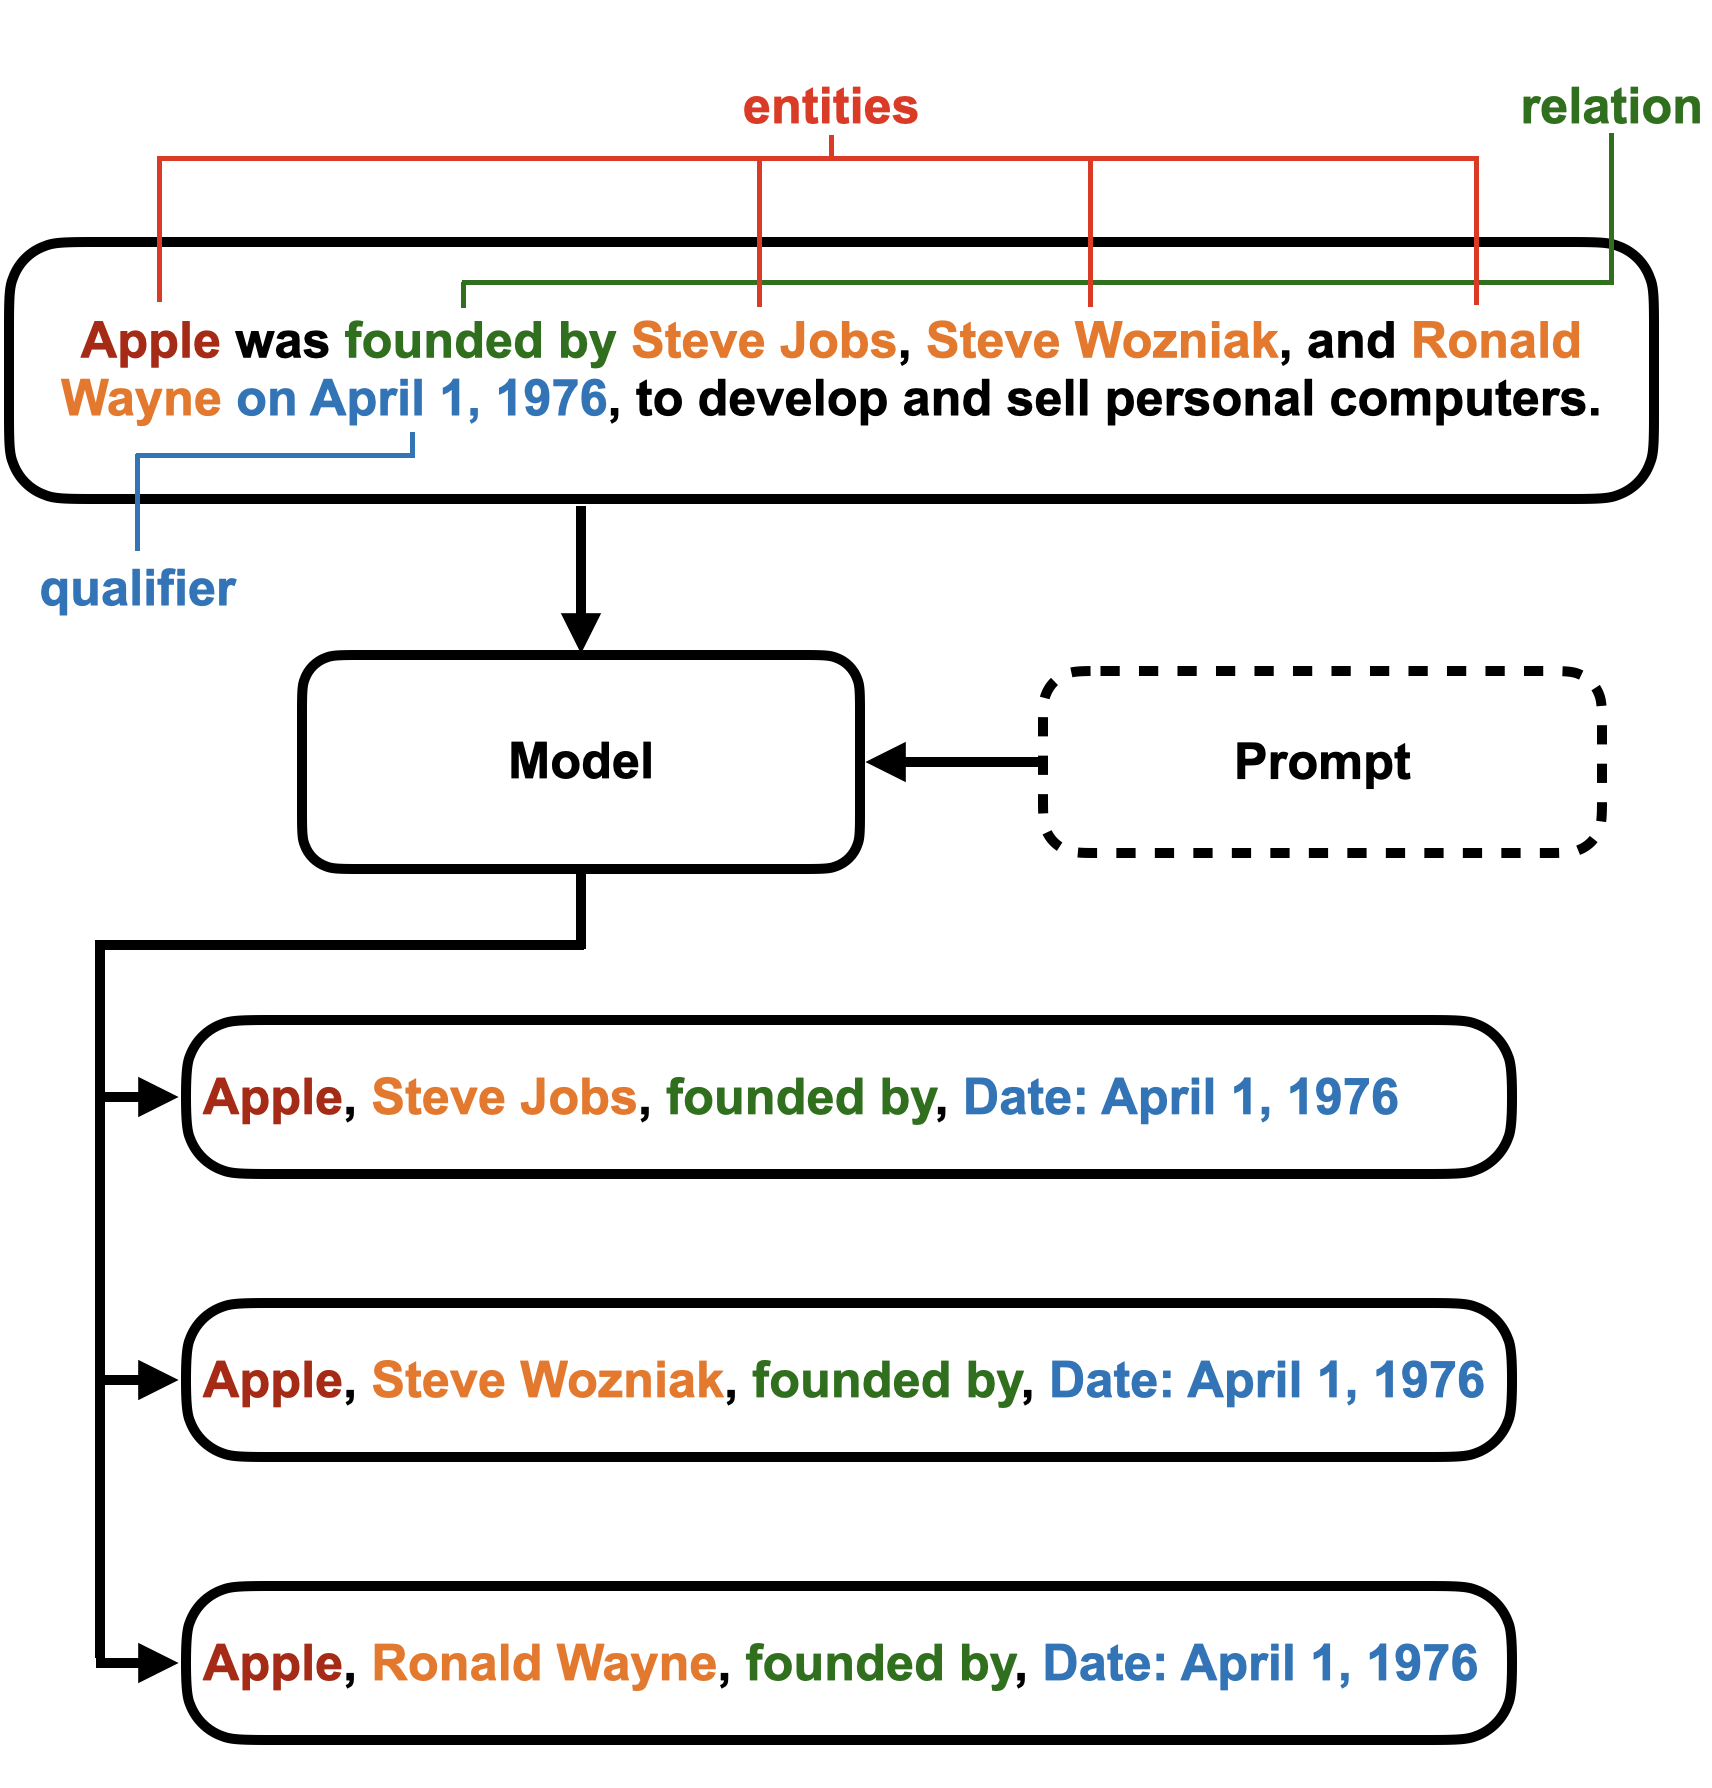 entities
relation
Apple was founded by Steve Jobs, Steve Wozniak, and Ronald
Wayne on April 1, 1976, to develop and sell personal computers.
qualifier
Model
Prompt
Apple, Steve Jobs, founded by, Date: April 1, 1976
Apple, Steve Wozniak, founded by, Date: April 1, 1976
Apple, Ronald Wayne, founded by, Date: April 1, 1976